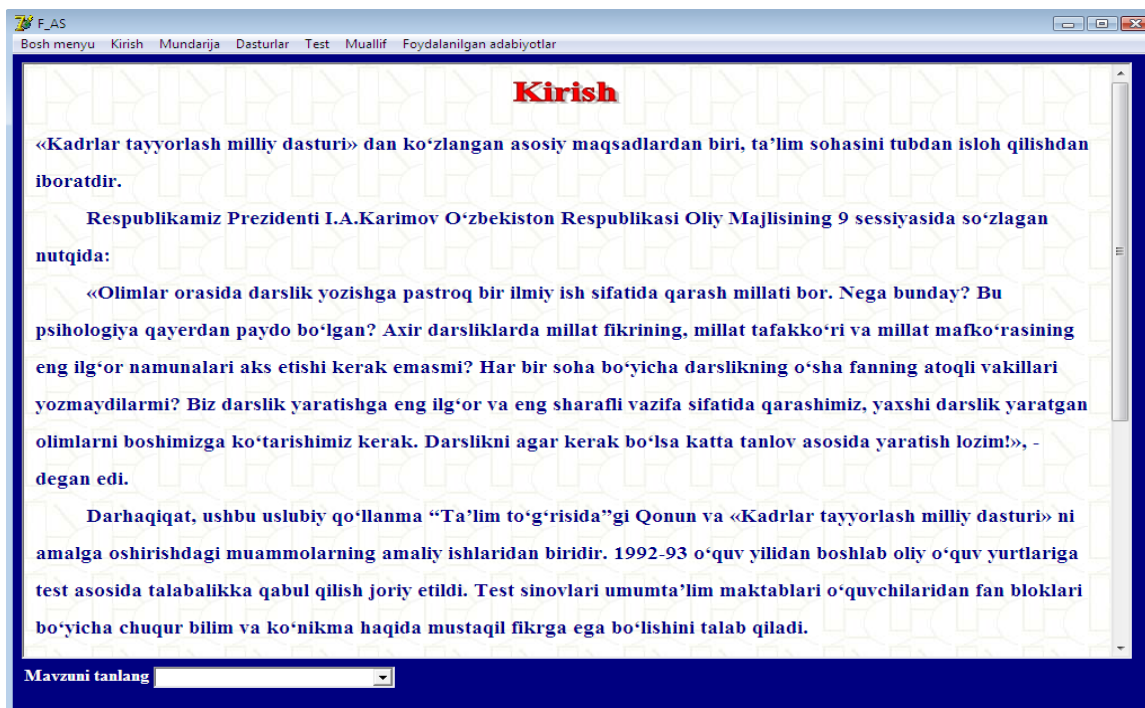 F_AS
Bosh menyu Kirish Mundarija Dasturlar Test Muallif Foydalanilgan adabiyotlar
Kirish
«Kadrlar tayyorlash milliy dasturi» dan ko‘zlangan asosiy maqsadlardan biri, ta’lim sohasini tubdan isloh qilishdan
iboratdir.
Respublikamiz Prezidenti I.A.Karimov O‘zbekiston Respublikasi Oliy Majlisining 9 sessiyasida so‘zlagan
nutqida:
«Olimlar orasida darslik yozishga pastroq bir ilmiy ish sifatida qarash millati bor. Nega bunday? Bu
psihologiya qayerdan paydo bo‘lgan? Axir darsliklarda millat fikrining, millat tafakko‘ri va millat mafko‘rasining
eng ilg‘or namunalari aks etishi kerak emasmi? Har bir soha bo‘yicha darslikning o‘sha fanning atoqli vakillari
yozmaydilarmi? Biz darslik yaratishga eng ilg‘or va eng sharafli vazifa sifatida qarashimiz, yaxshi darslik yaratgan
olimlarni boshimizga ko‘tarishimiz kerak. Darslikni agar kerak bo‘lsa katta tanlov asosida yaratish lozim!», -
degan edi.
Darhaqiqat, ushbu uslubiy qo‘llanma “Ta’lim to‘g‘risida”gi Qonun va «Kadrlar tayyorlash milliy dasturi» ni
amalga oshirishdagi muammolarning amaliy ishlaridan biridir. 1992-93 o‘quv yilidan boshlab oliy o‘quv yurtlariga
test asosida talabalikka qabul qilish joriy etildi. Test sinovlari umumta’lim maktablari o‘quvchilaridan fan bloklari
bo‘yicha chuqur bilim va ko‘nikma haqida mustaqil fikrga ega bo‘lishini talab qiladi.
Mavzuni tanlang